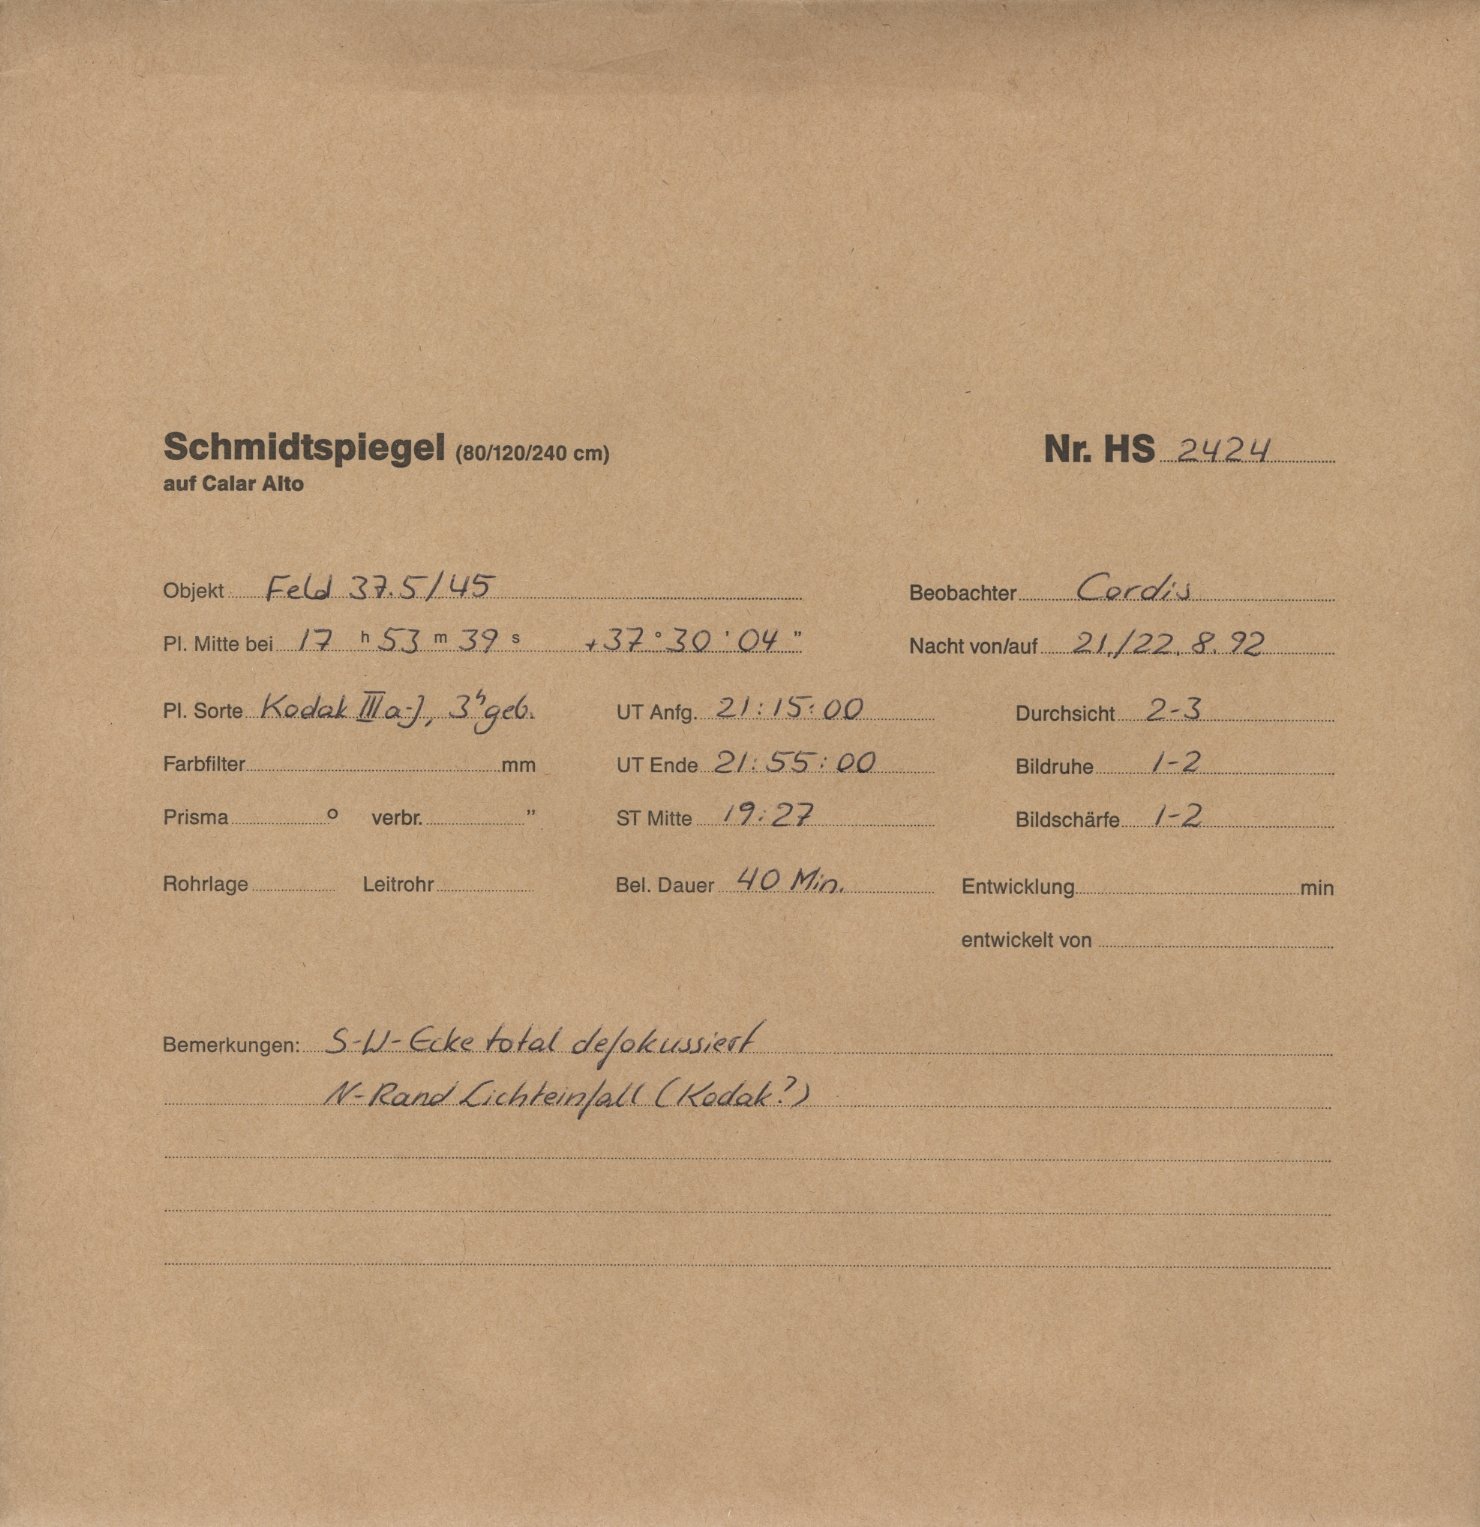 Schmidtspiegel (80/120/240 cm)
auf Calar Alto
Nr. HS 2424
Objekt Feld 37.5/45 Beobachter Cordis
Pl. Mitte bei 17 h 53 m 39 s +37° 30' 04" Nacht von/auf 21./22. 8. 92
Pl. Sorte Kodak IIIa-J, 3h geb. UT Anfg. 21:15:00 Durchsicht 2-3
Farbfilter mm UT Ende 21:55:00 Bildruhe 1-2
Prisma ° verbr. " ST Mitte 19:27 Bildschärfe 1-2
Rohrlage Leitrohr Bel. Dauer 40 Min. Entwicklung min
entwickelt von
Bemerkungen: S-W-Ecke total defokussiert
N-Rand Lichteinfall (Kodak?)